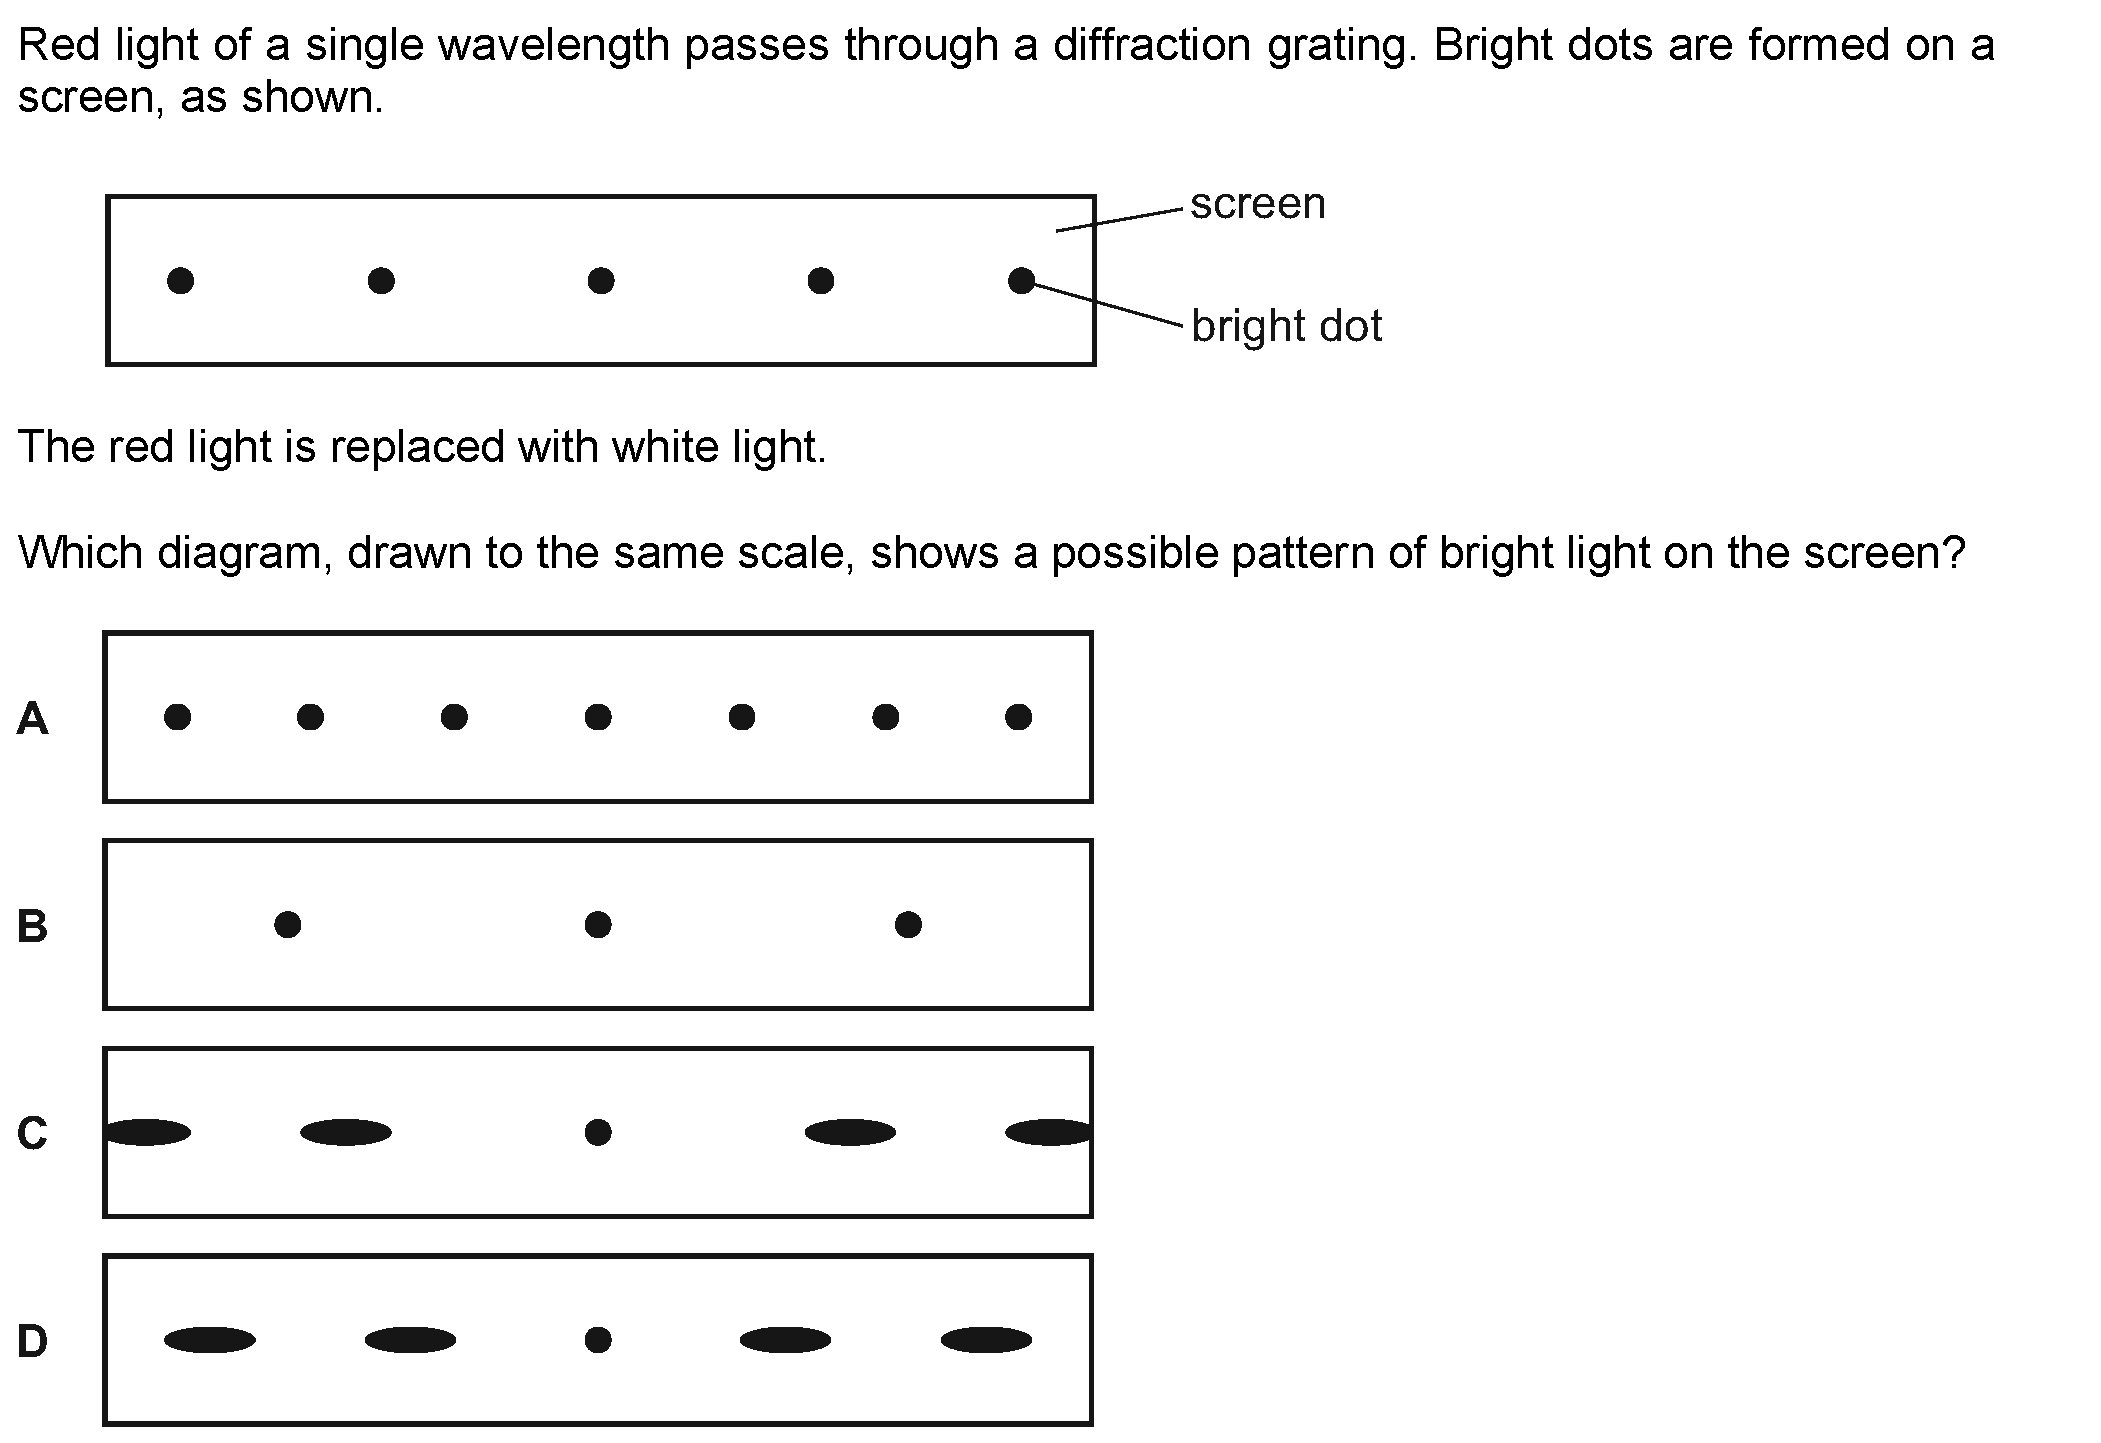 Red light of a single wavelength passes through a diffraction grating. Bright dots are formed on a
screen, as shown.
screen
bright dot
The red light is replaced with white light.
Which diagram, drawn to the same scale, shows a possible pattern of bright light on the screen?
A
B
C
D